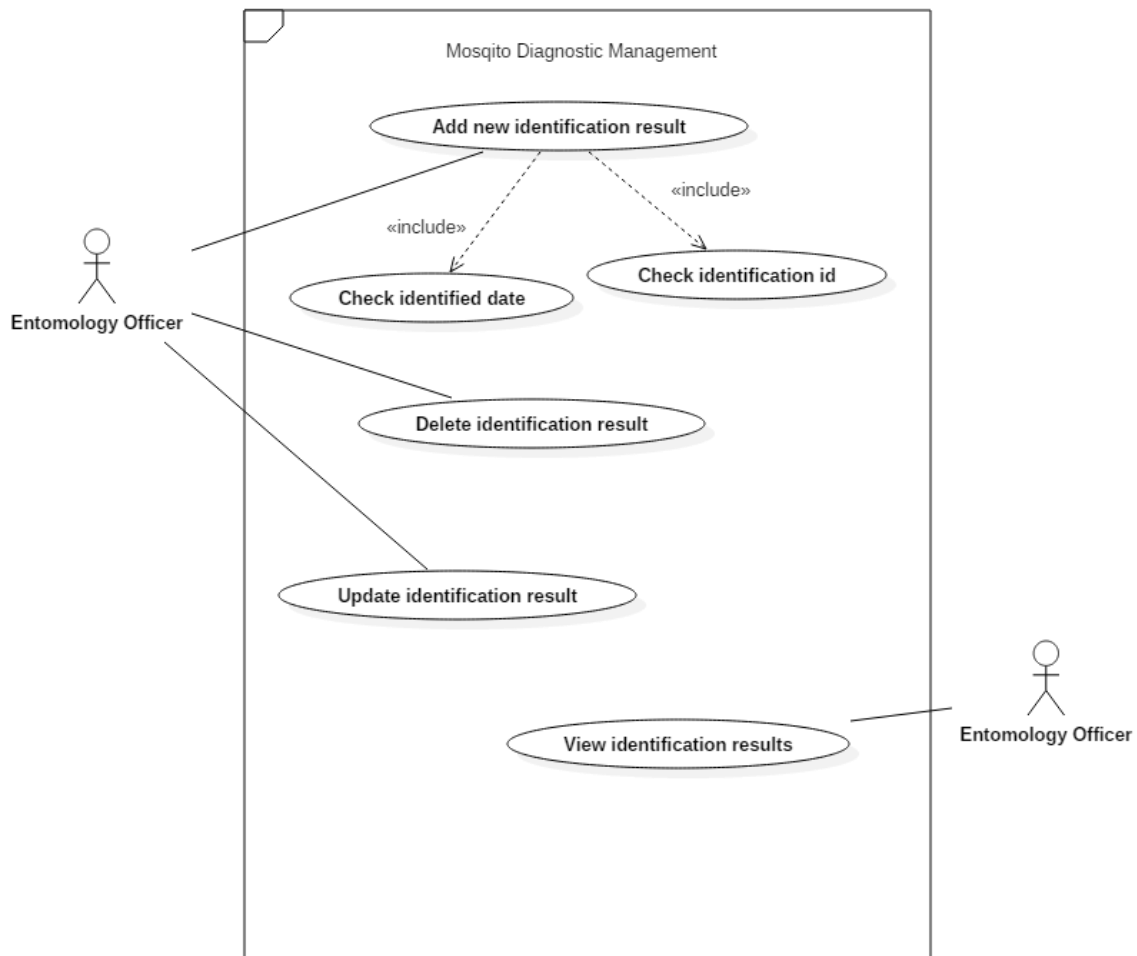 Mosqito Diagnostic Management
Add new identification result
«include»
«include»
Check identification id
Check identified date
Entomology Officer
Delete identification result
Update identification result
View identification results
Entomology Officer